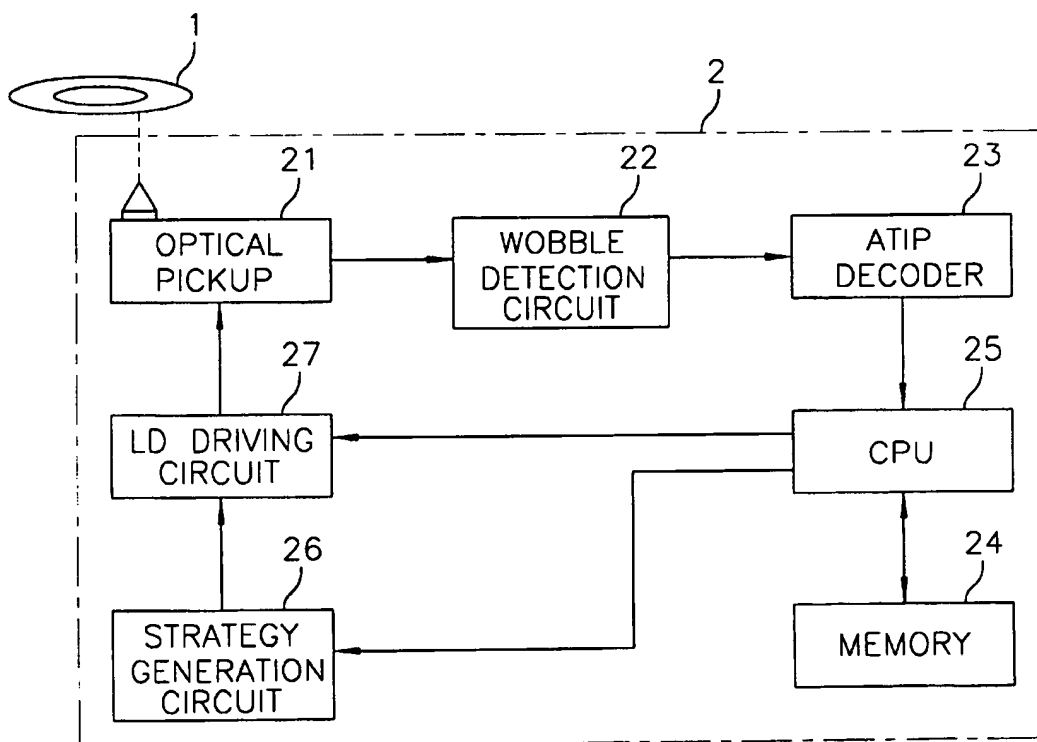 1
2
21
OPTICAL
PICKUP
22
WOBBLE
DETECTION
CIRCUIT
23
ATIP
DECODER
27
LD DRIVING
CIRCUIT
25
CPU
26
STRATEGY
GENERATION
CIRCUIT
24
MEMORY